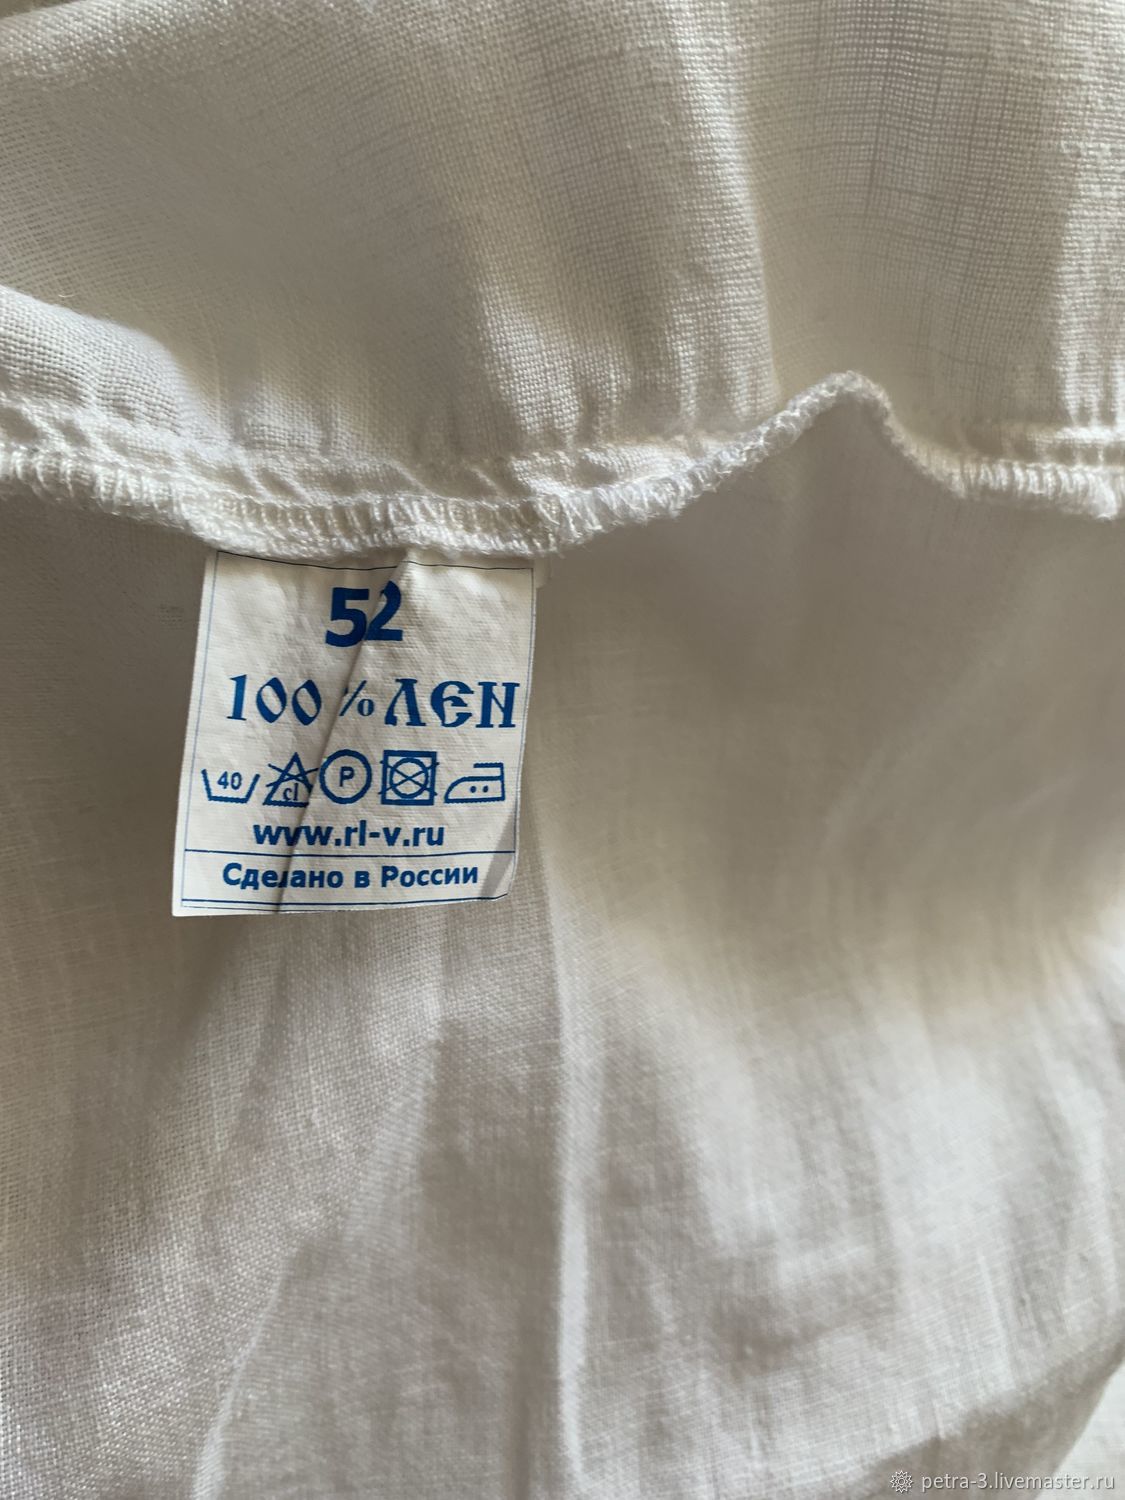 52
100% ЛЕН
40 cl P
www.rl-v.ru
Сделано в России
petra-3.livemaster.ru